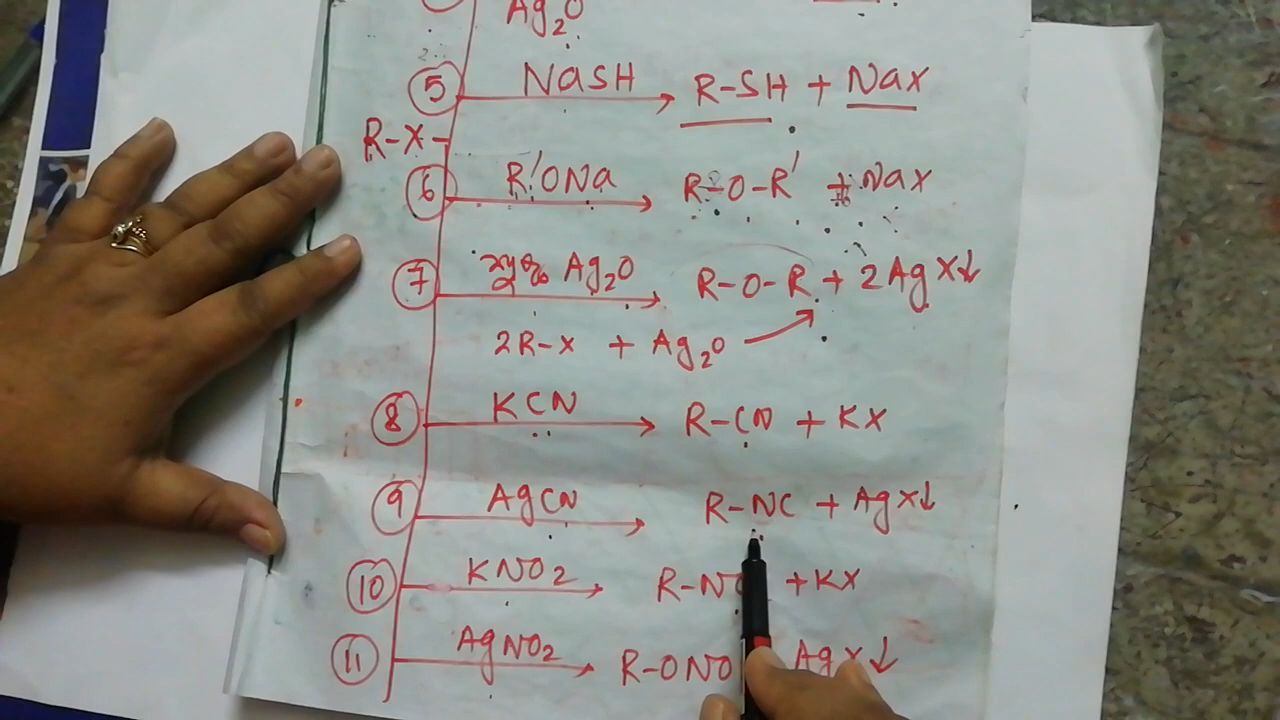 Ag₂O
⑤ NaSH → R-SH + NaX
R-X
⑥ R'ONa → R-O-R' + NaX
⑦ Ag₂O → R-O-R + 2AgX↓
2R-X + Ag₂O
⑧ KCN → R-CN + KX
⑨ AgCN → R-NC + AgX↓
⑩ KNO₂ → R-NO + KX
⑪ AgNO₂ → R-ONO AgX↓